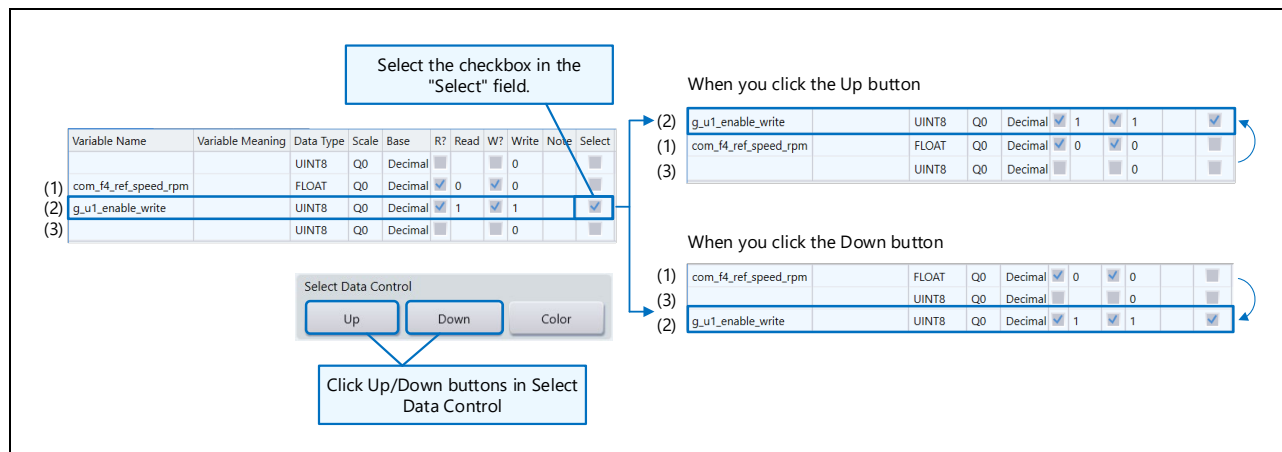 Select the checkbox in the
"Select" field.
Variable Name Variable Meaning Data Type Scale Base R? Read W? Write Note Select
UINT8 Q0 Decimal 0
(1) com_f4_ref_speed_rpm FLOAT Q0 Decimal 0 0
(2) g_u1_enable_write UINT8 Q0 Decimal 1 1
(3) UINT8 Q0 Decimal 0
Select Data Control
Up Down Color
Click Up/Down buttons in Select
Data Control
When you click the Up button
(2) g_u1_enable_write UINT8 Q0 Decimal 1 1
(1) com_f4_ref_speed_rpm FLOAT Q0 Decimal 0 0
(3) UINT8 Q0 Decimal 0
When you click the Down button
(1) com_f4_ref_speed_rpm FLOAT Q0 Decimal 0 0
(3) UINT8 Q0 Decimal 0
(2) g_u1_enable_write UINT8 Q0 Decimal 1 1